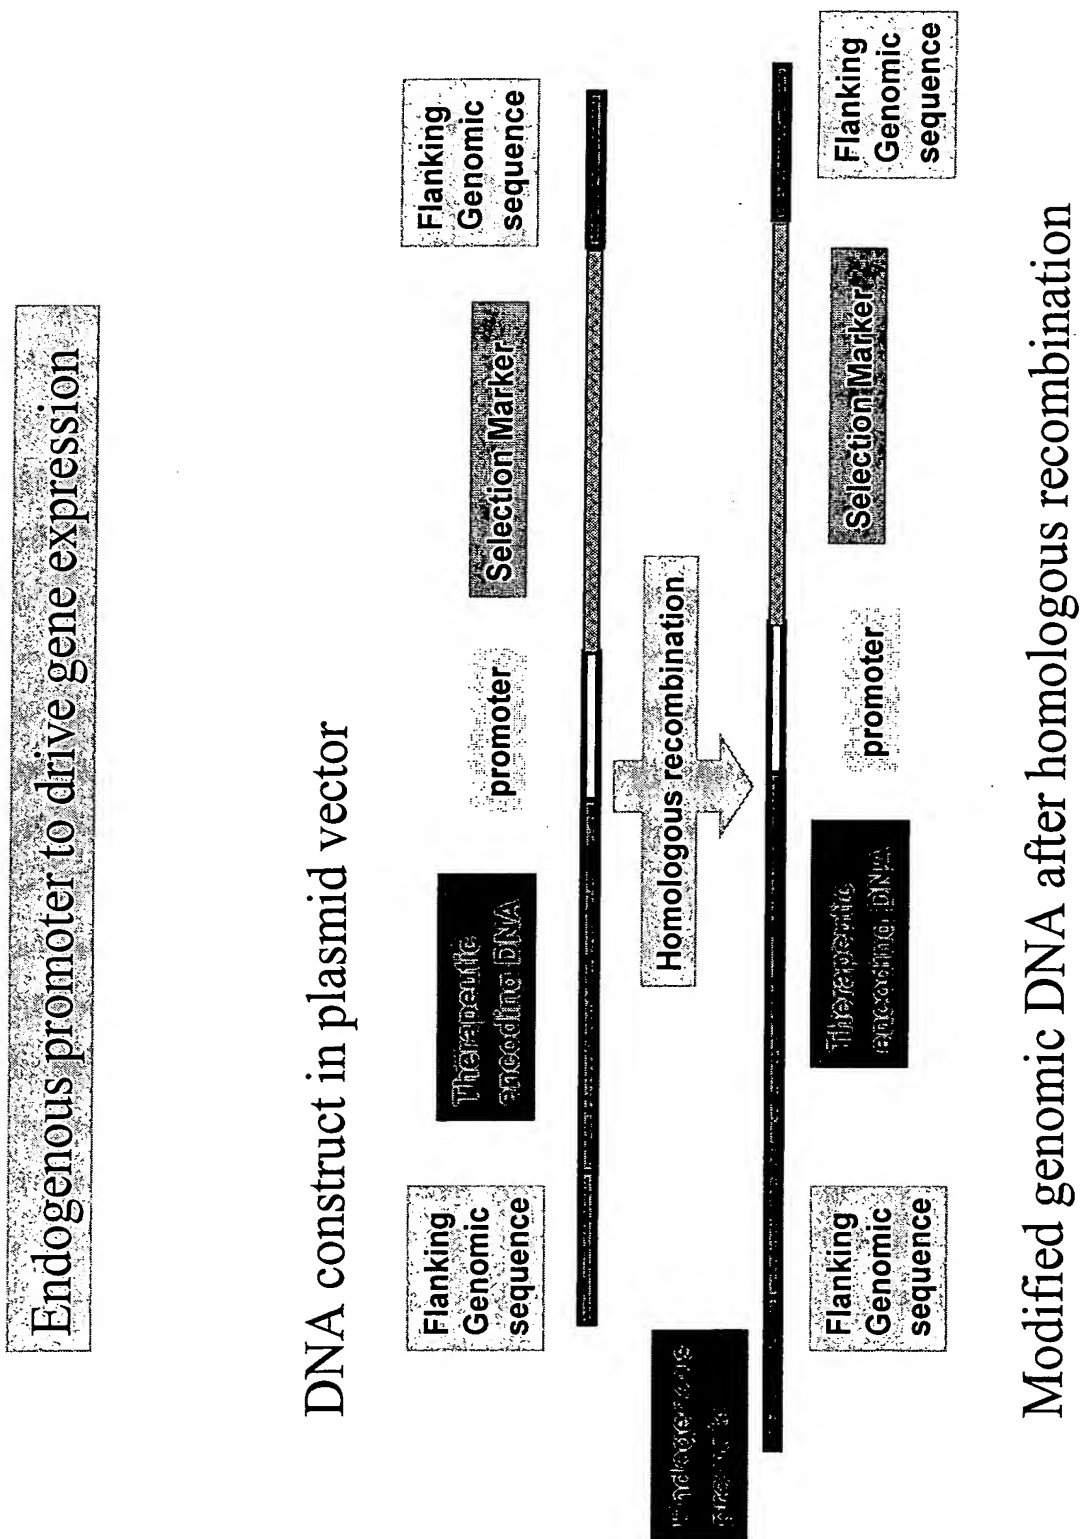 Endogenous promoter to drive gene expression
DNA construct in plasmid vector
Flanking
Genomic
sequence
Therapeutic
encoding DNA
promoter
Selection Marker
Flanking
Genomic
sequence
Homologous recombination
Endogenous
Flanking
Genomic
sequence
Therapeutic
encoding DNA
promoter
Selection Marker
Flanking
Genomic
sequence
Modified genomic DNA after homologous recombination